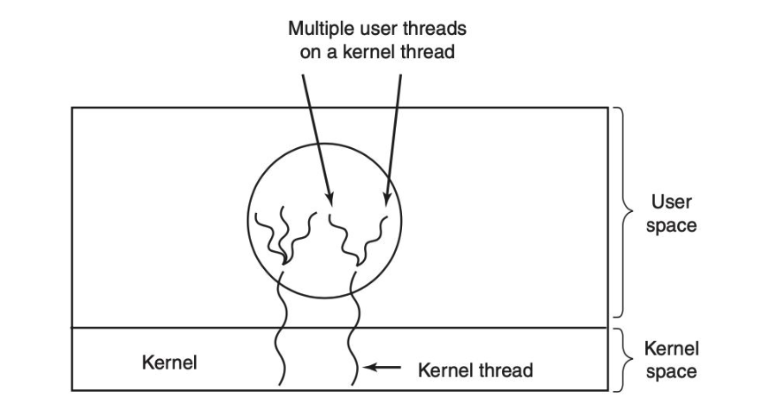 Multiple user threads
on a kernel thread
User
space
Kernel
Kernel thread
Kernel
space